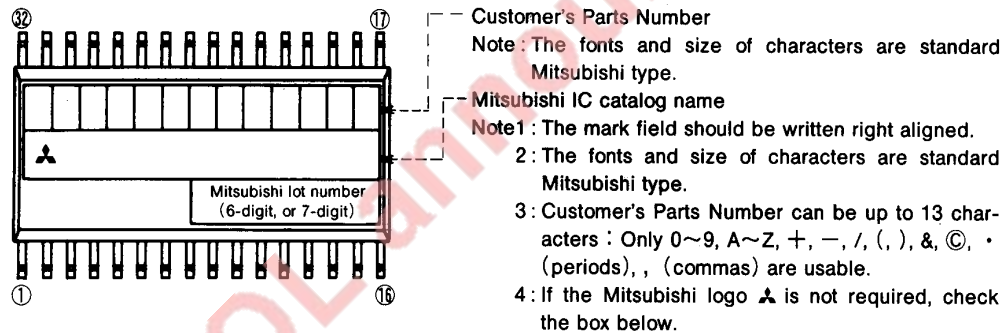 32 17
Customer's Parts Number
Note : The fonts and size of characters are standard
Mitsubishi type.
Mitsubishi IC catalog name
Note1 : The mark field should be written right aligned.
2 : The fonts and size of characters are standard
Mitsubishi type.
3 : Customer's Parts Number can be up to 13 char-
acters : Only 0~9, A~Z, +, −, /, (, ), &, ©, ·
(periods), , (commas) are usable.
4 : If the Mitsubishi logo is not required, check
the box below.
Mitsubishi lot number
(6-digit, or 7-digit)
1 16